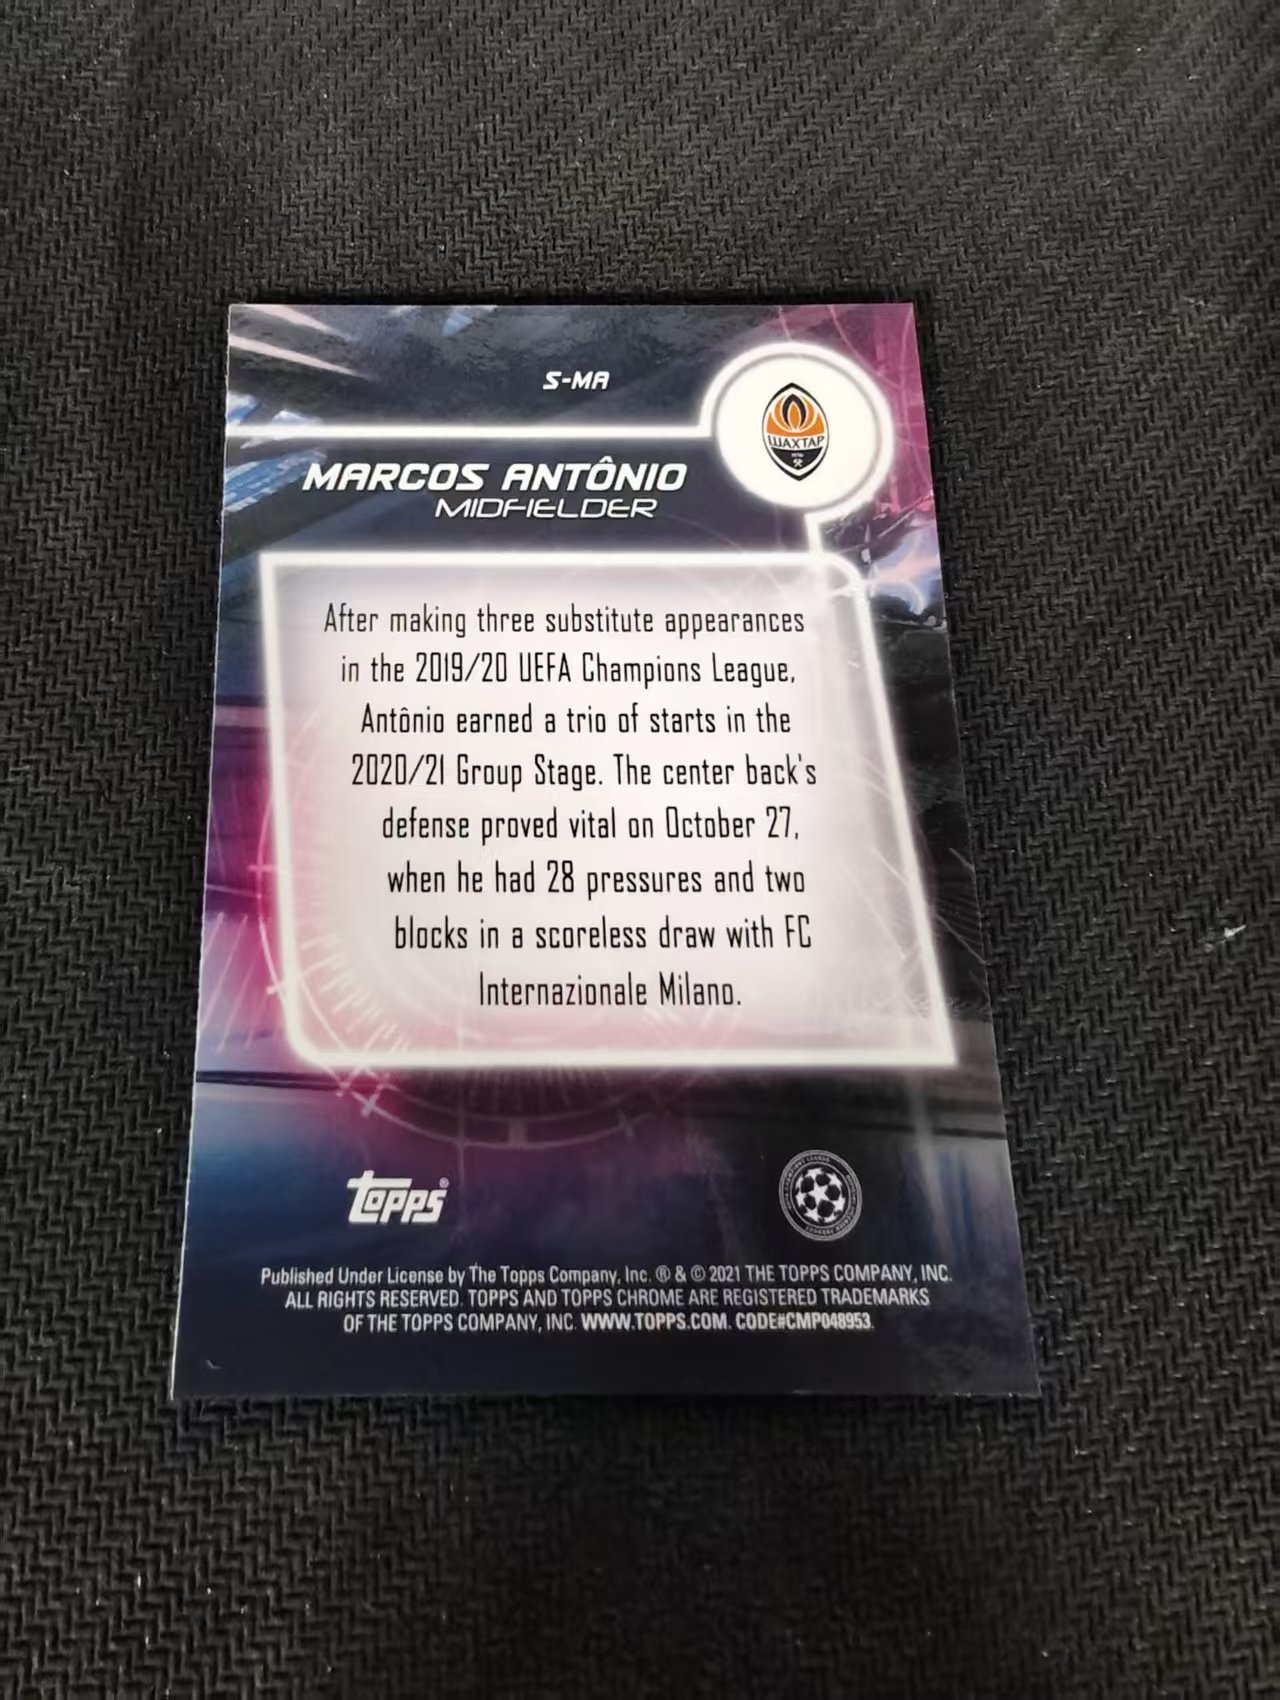 S-MA
ШАХТАР
1936
MARCOS ANTÔNIO
MIDFIELDER
After making three substitute appearances
in the 2019/20 UEFA Champions League,
Antônio earned a trio of starts in the
2020/21 Group Stage. The center back's
defense proved vital on October 27,
when he had 28 pressures and two
blocks in a scoreless draw with FC
Internazionale Milano.
Topps®
Published Under License by The Topps Company, Inc. ® & © 2021 THE TOPPS COMPANY, INC.
ALL RIGHTS RESERVED. TOPPS AND TOPPS CHROME ARE REGISTERED TRADEMARKS
OF THE TOPPS COMPANY, INC. WWW.TOPPS.COM. CODE#CMP048953.